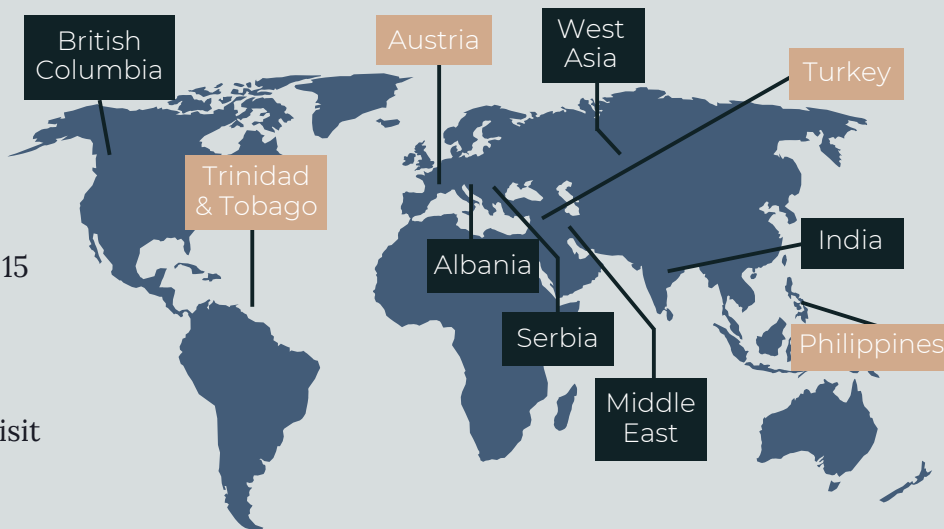 British
Columbia
Austria
West
Asia
Turkey
Trinidad
& Tobago
15
Albania
India
Serbia
Philippines
Middle
East
isit